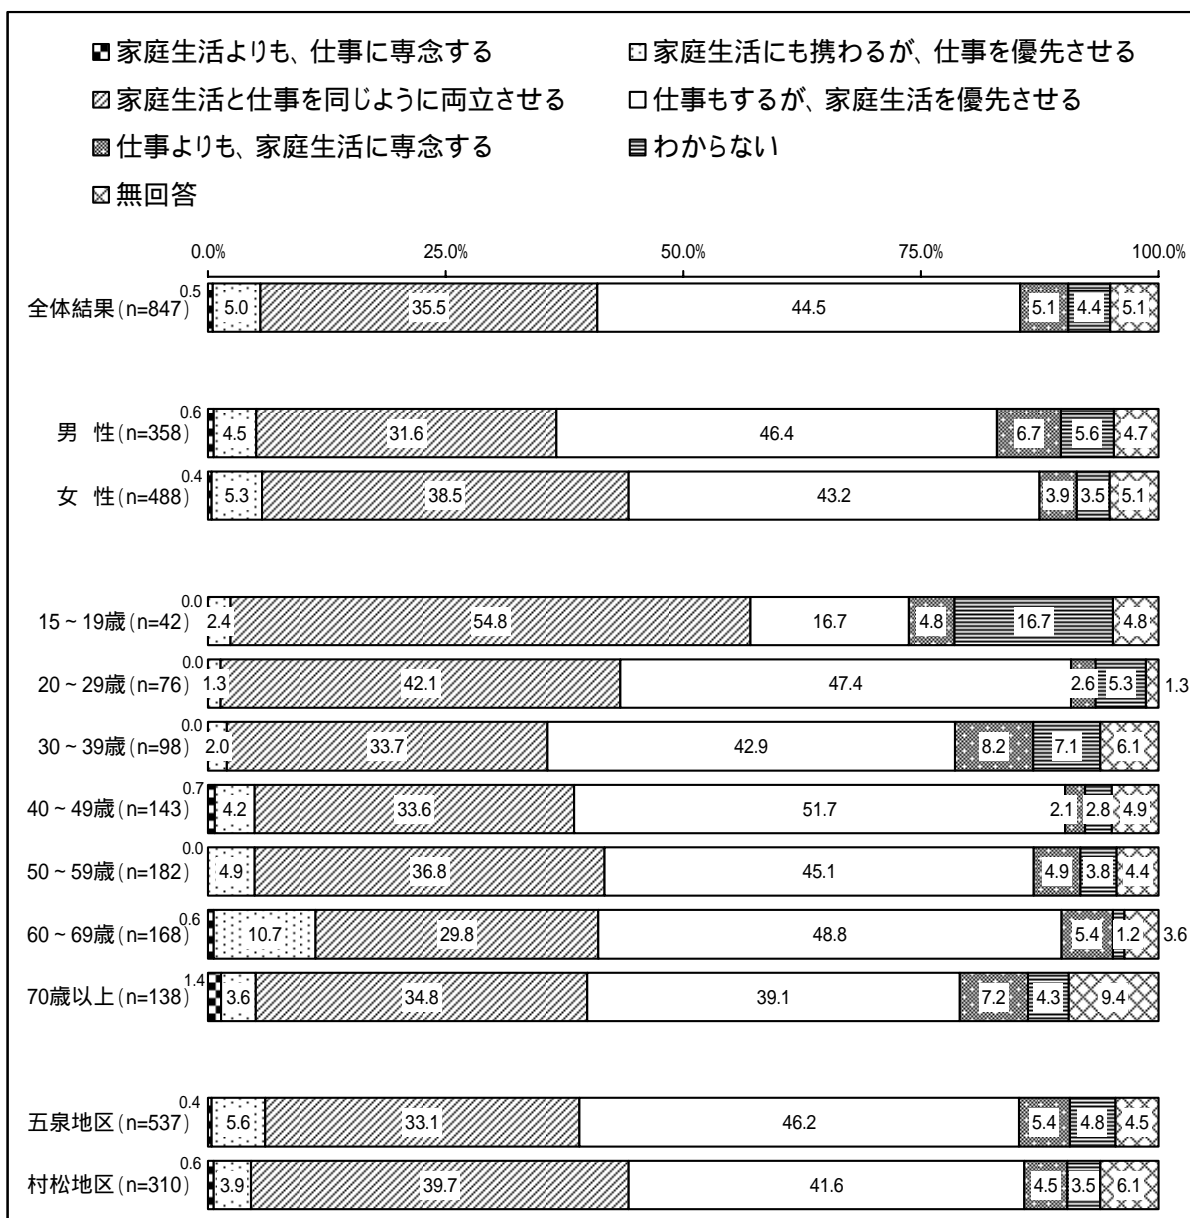 家庭生活よりも、仕事に専念する 家庭生活にも携わるが、仕事を優先させる
家庭生活と仕事を同じように両立させる 仕事もするが、家庭生活を優先させる
仕事よりも、家庭生活に専念する わからない
無回答
0.0% 25.0% 50.0% 75.0% 100.0%
全体結果(n=847) 0.5 5.0 35.5 44.5 5.1 4.4 5.1
男 性(n=358) 0.6 4.5 31.6 46.4 6.7 5.6 4.7
女 性(n=488) 0.4 5.3 38.5 43.2 3.9 3.5 5.1
15~19歳(n=42) 0.0 2.4 54.8 16.7 4.8 16.7 4.8
20~29歳(n=76) 0.0 1.3 42.1 47.4 2.6 5.3 1.3
30~39歳(n=98) 0.0 2.0 33.7 42.9 8.2 7.1 6.1
40~49歳(n=143) 0.7 4.2 33.6 51.7 2.1 2.8 4.9
50~59歳(n=182) 0.0 4.9 36.8 45.1 4.9 3.8 4.4
60~69歳(n=168) 0.6 10.7 29.8 48.8 5.4 1.2 3.6
70歳以上(n=138) 1.4 3.6 34.8 39.1 7.2 4.3 9.4
五泉地区(n=537) 0.4 5.6 33.1 46.2 5.4 4.8 4.5
村松地区(n=310) 0.6 3.9 39.7 41.6 4.5 3.5 6.1